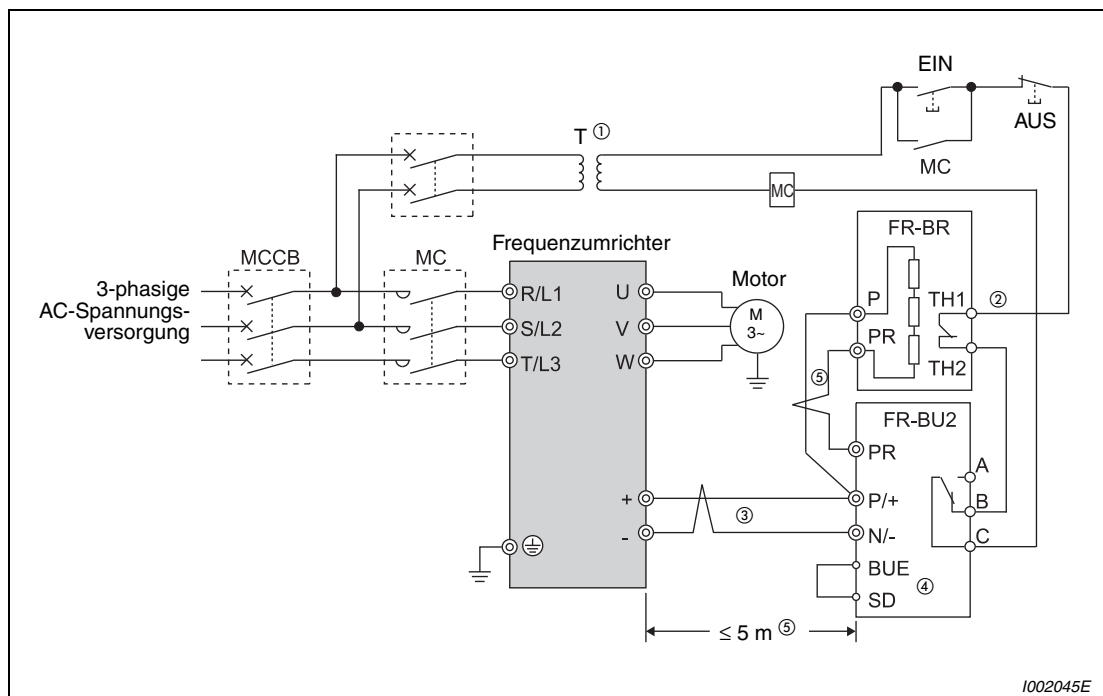 EIN
AUS
T ①
MC
MC
FR-BR
Frequenzumrichter
MCCB
MC
Motor
3-phasige
AC-Spannungs-
versorgung
R/L1
S/L2
T/L3
U
V
W
M
3~
P
PR
TH1
②
TH2
⑤
FR-BU2
PR
A
+
P/+
B
③
-
N/-
C
BUE
④
SD
≤ 5 m ⑤
I002045E